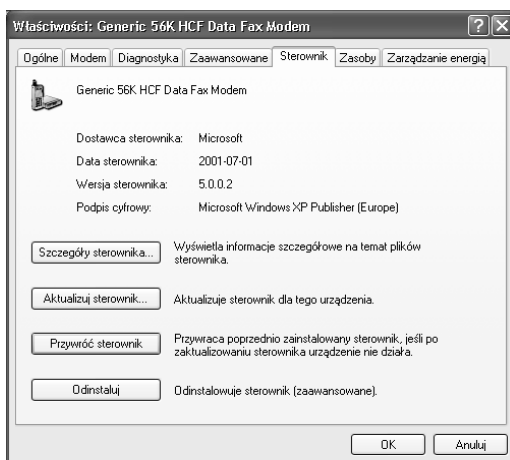 Właściwości: Generic 56K HCF Data Fax Modem
Ogólne Modem Diagnostyka Zaawansowane Sterownik Zasoby Zarządzanie energią
Generic 56K HCF Data Fax Modem
Dostawca sterownika: Microsoft
Data sterownika: 2001-07-01
Wersja sterownika: 5.0.0.2
Podpis cyfrowy: Microsoft Windows XP Publisher (Europe)
Szczegóły sterownika... Wyświetla informacje szczegółowe na temat plików
sterownika.
Aktualizuj sterownik... Aktualizuje sterownik dla tego urządzenia.
Przywróć sterownik Przywraca poprzednio zainstalowany sterownik, jeśli po
zaktualizowaniu sterownika urządzenie nie działa.
Odinstaluj Odinstalowuje sterownik (zaawansowane).
OK Anuluj